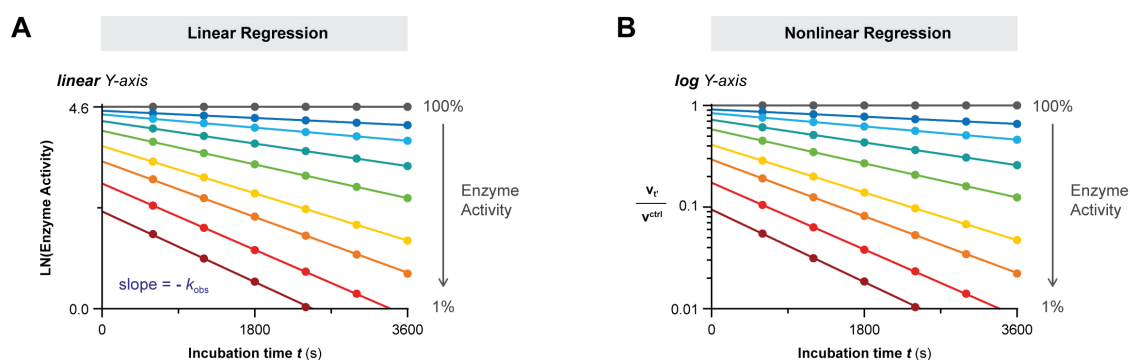 A
Linear Regression
linear Y-axis
LN(Enzyme Activity)
4.6
0.0
0
1800
3600
Incubation time t (s)
slope = - kobs
100%
Enzyme
Activity
1%
B
Nonlinear Regression
log Y-axis
vt'
vctrl
1
0.1
0.01
0
1800
3600
Incubation time t (s)
100%
Enzyme
Activity
1%